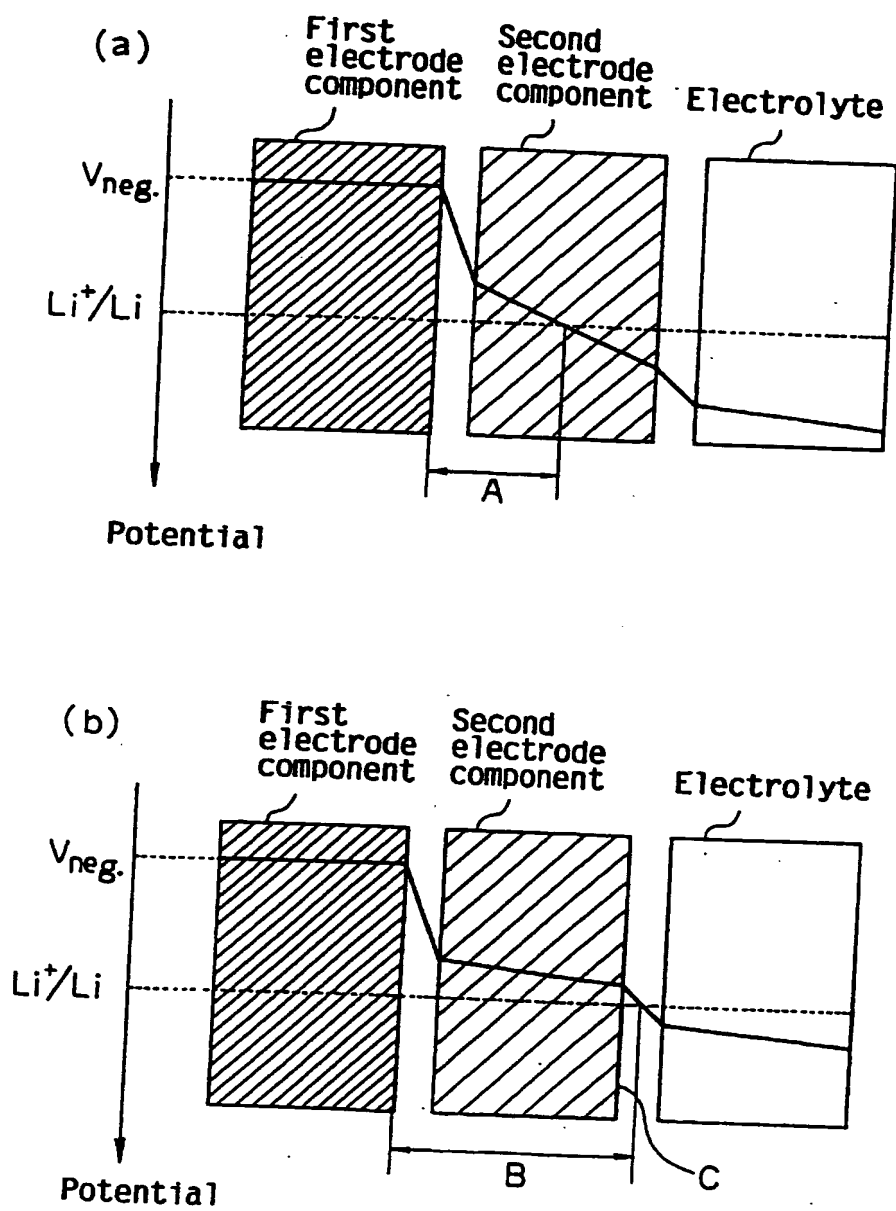 (a)
First
electrode
component
Second
electrode
component
Electrolyte
Vneg.
Li⁺/Li
A
Potential
(b)
First
electrode
component
Second
electrode
component
Electrolyte
Vneg.
Li⁺/Li
B
C
Potential